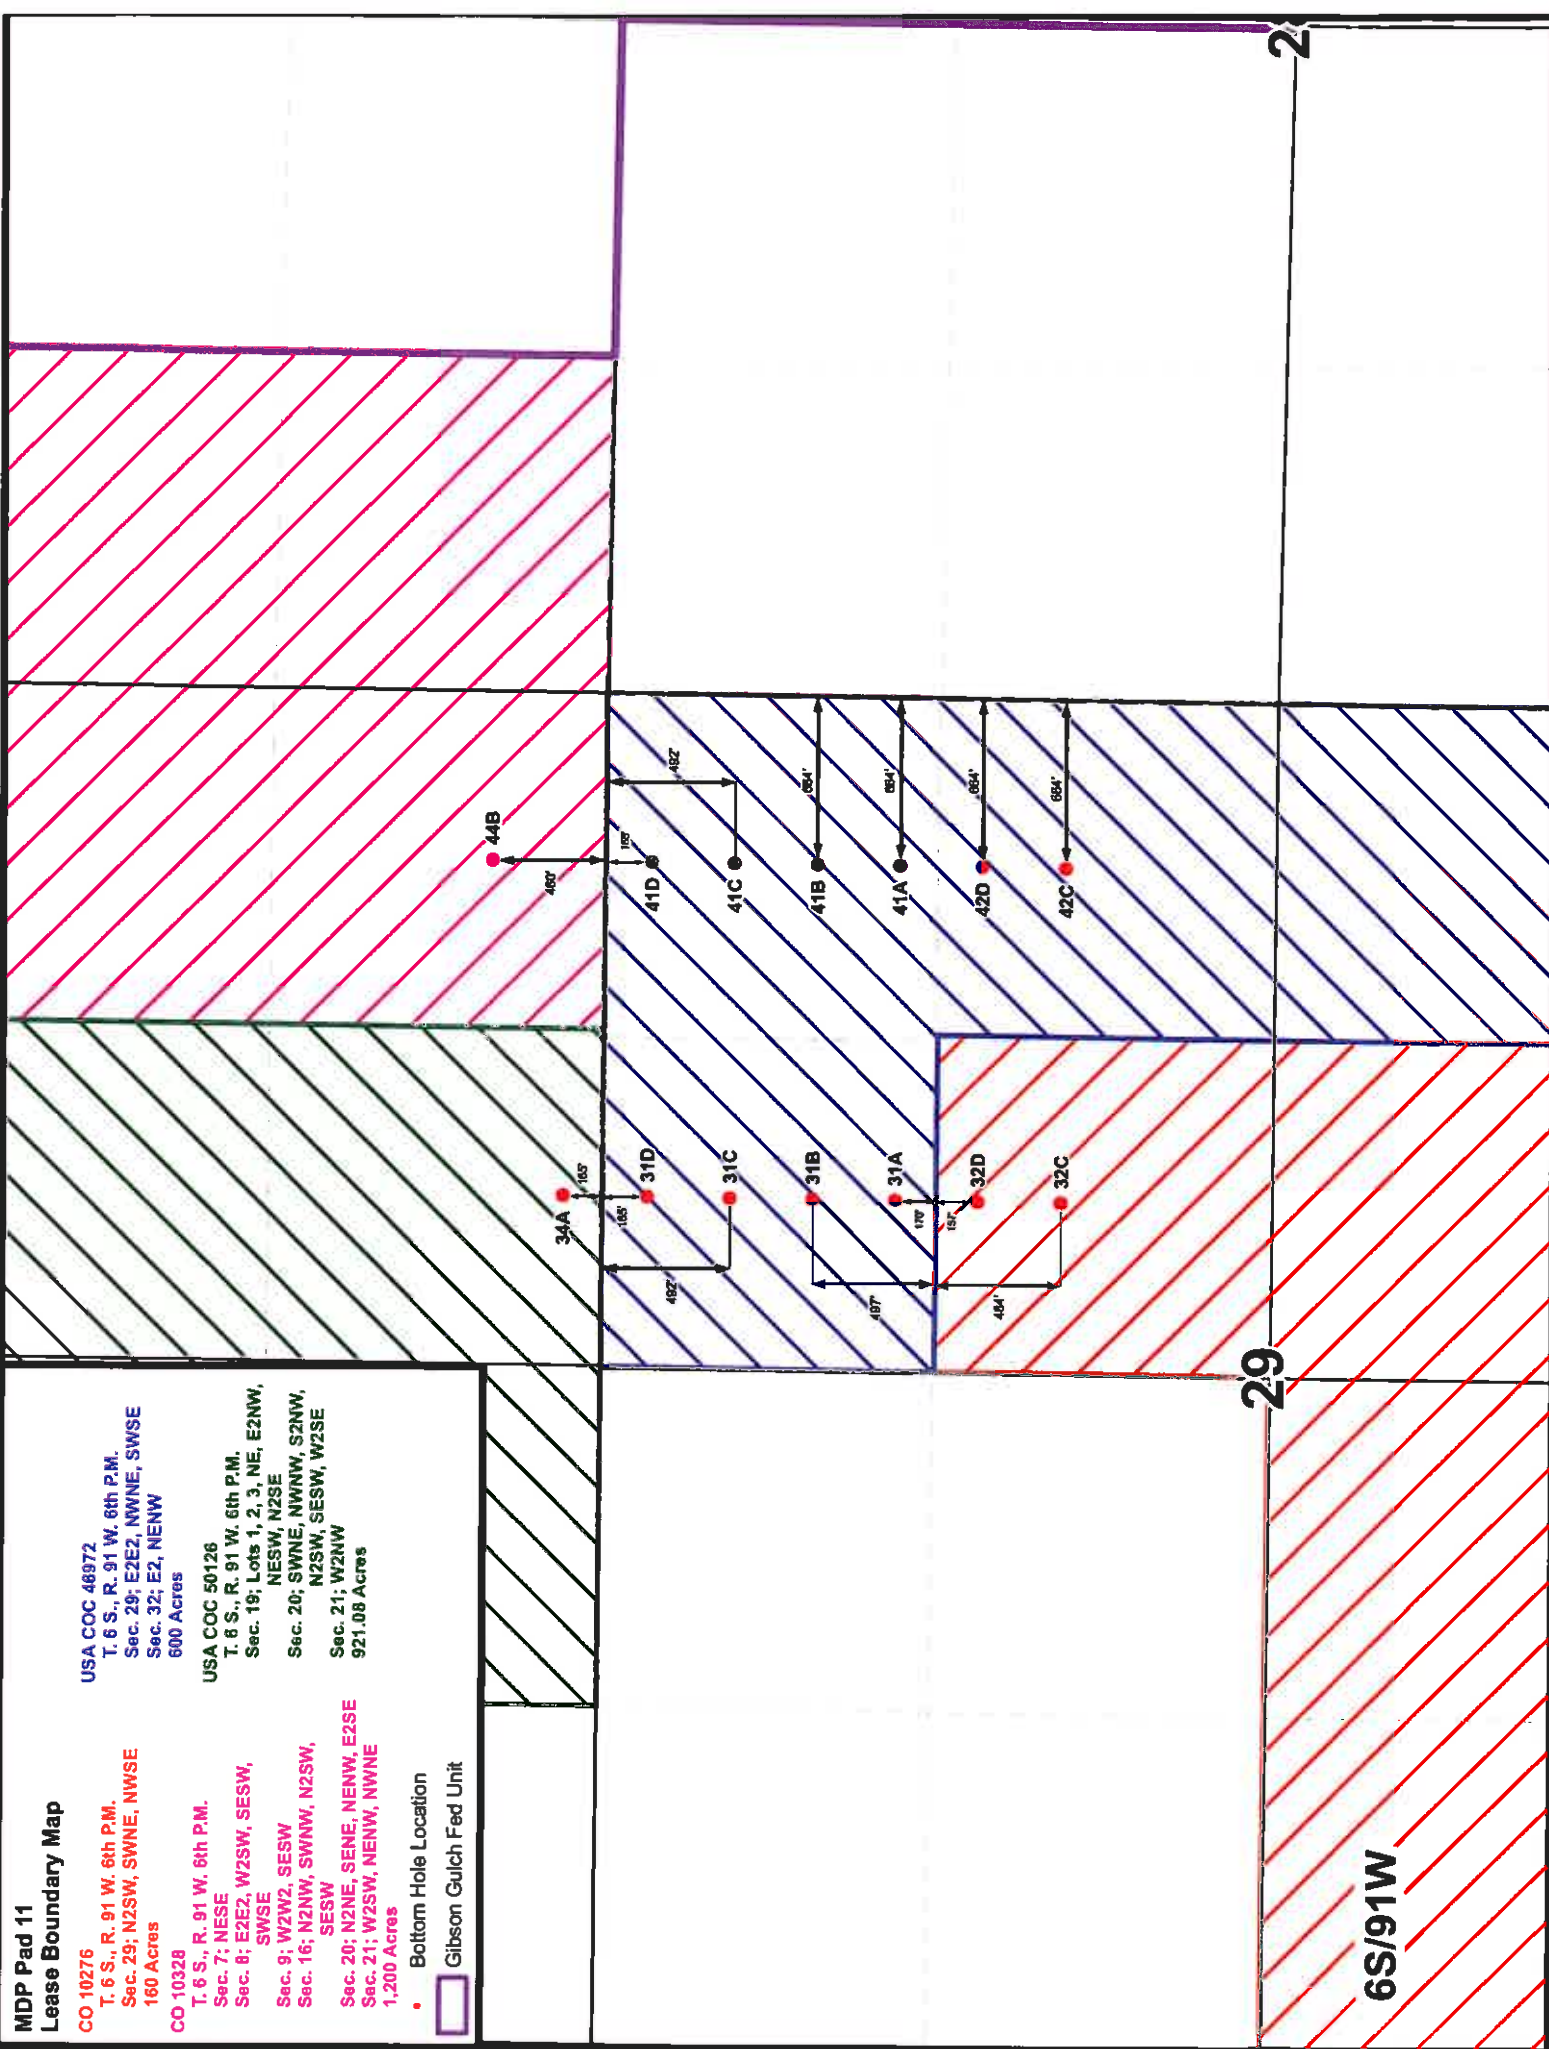 MDP Pad 11
Lease Boundary Map
CO 10276
T. 6 S., R. 91 W. 6th P.M.
Sec. 29; N2SW, SWNE, NWSE
160 Acres
CO 10328
T. 6 S., R. 91 W. 6th P.M.
Sec. 7; NESE
Sec. 8; E2E2, W2SW, SESW,
SWSE
Sec. 9; W2W2, SESW
Sec. 16; N2NW, SWNW, N2SW,
SESW
Sec. 20; N2NE, SENE, NENW, E2SE
Sec. 21; W2SW, NENW, NWNE
1,200 Acres
Bottom Hole Location
Gibson Gulch Fed Unit
USA COC 46972
T. 6 S., R. 91 W. 6th P.M.
Sec. 29; E2E2, NWNE, SWSE
Sec. 32; E2, NENW
600 Acres
USA COC 50126
T. 6 S., R. 91 W. 6th P.M.
Sec. 19; Lots 1, 2, 3, NE, E2NW,
NESW, N2SE
Sec. 20; SWNE, NWNW, S2NW,
N2SW, SESW, W2SE
Sec. 21; W2NW
921.08 Acres
34A
165'
165'
31D
492'
31C
31B
497'
31A
170'
157'
32D
484'
32C
44B
460'
165'
41D
492'
41C
41B
664'
41A
664'
42D
664'
42C
664'
29
2
6S/91W